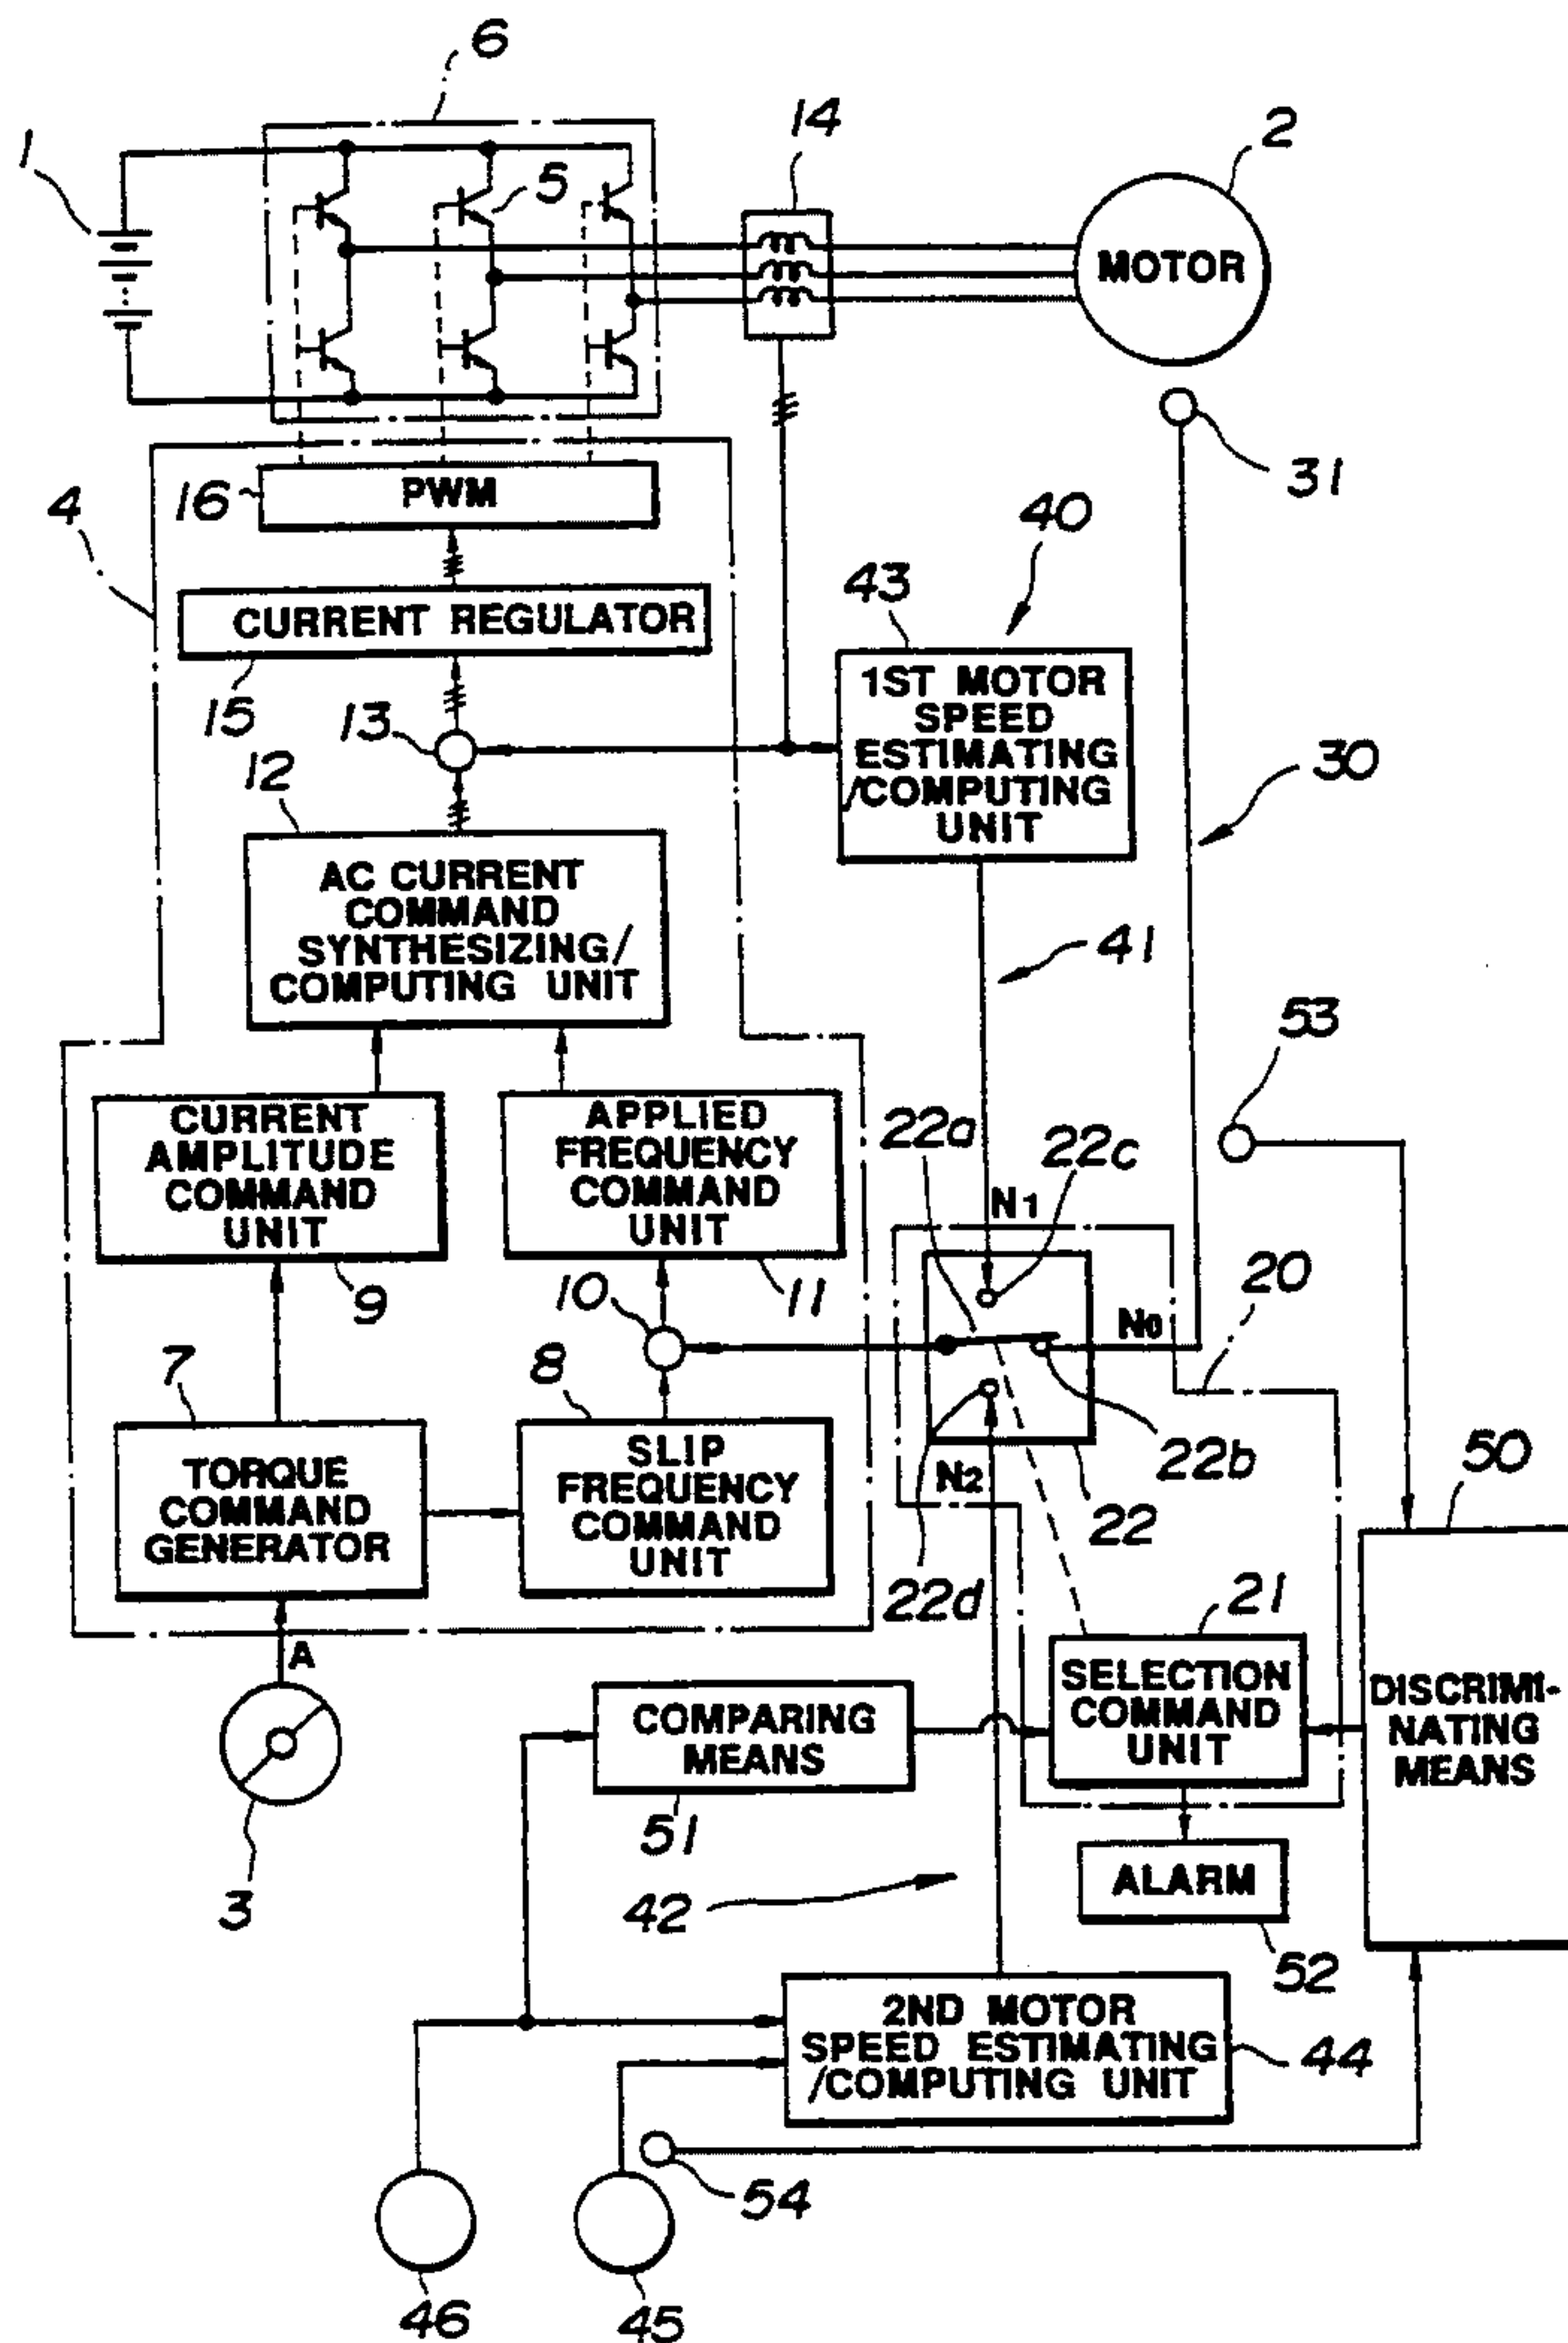 6
1
5
14
2
MOTOR
31
4
16
PWM
40
43
CURRENT REGULATOR
15
13
1ST MOTOR
SPEED
ESTIMATING
/COMPUTING
UNIT
30
12
AC CURRENT
COMMAND
SYNTHESIZING/
COMPUTING UNIT
41
53
CURRENT
AMPLITUDE
COMMAND
UNIT
9
APPLIED
FREQUENCY
COMMAND
UNIT
11
22a
22c
N1
20
10
N0
7
8
22b
50
TORQUE
COMMAND
GENERATOR
SLIP
FREQUENCY
COMMAND
UNIT
N2
22
22d
21
A
3
COMPARING
MEANS
51
SELECTION
COMMAND
UNIT
DISCRIMI-
NATING
MEANS
42
ALARM
52
2ND MOTOR
SPEED ESTIMATING
/COMPUTING UNIT
44
54
46
45